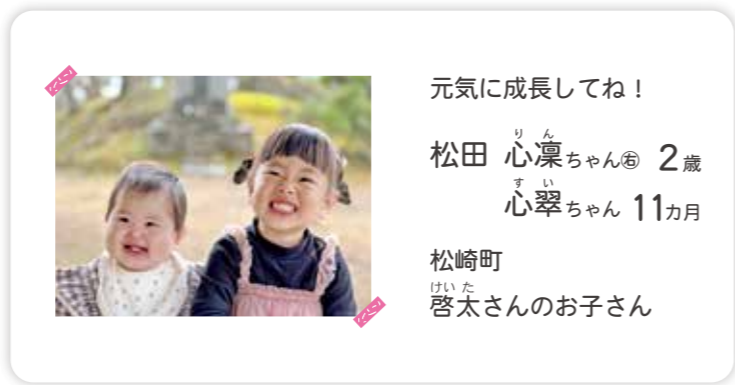 元気に成長してね！
りん
松田 心凜ちゃん㊨ 2歳
すい
心翠ちゃん 11カ月
松崎町
けいた
啓太さんのお子さん